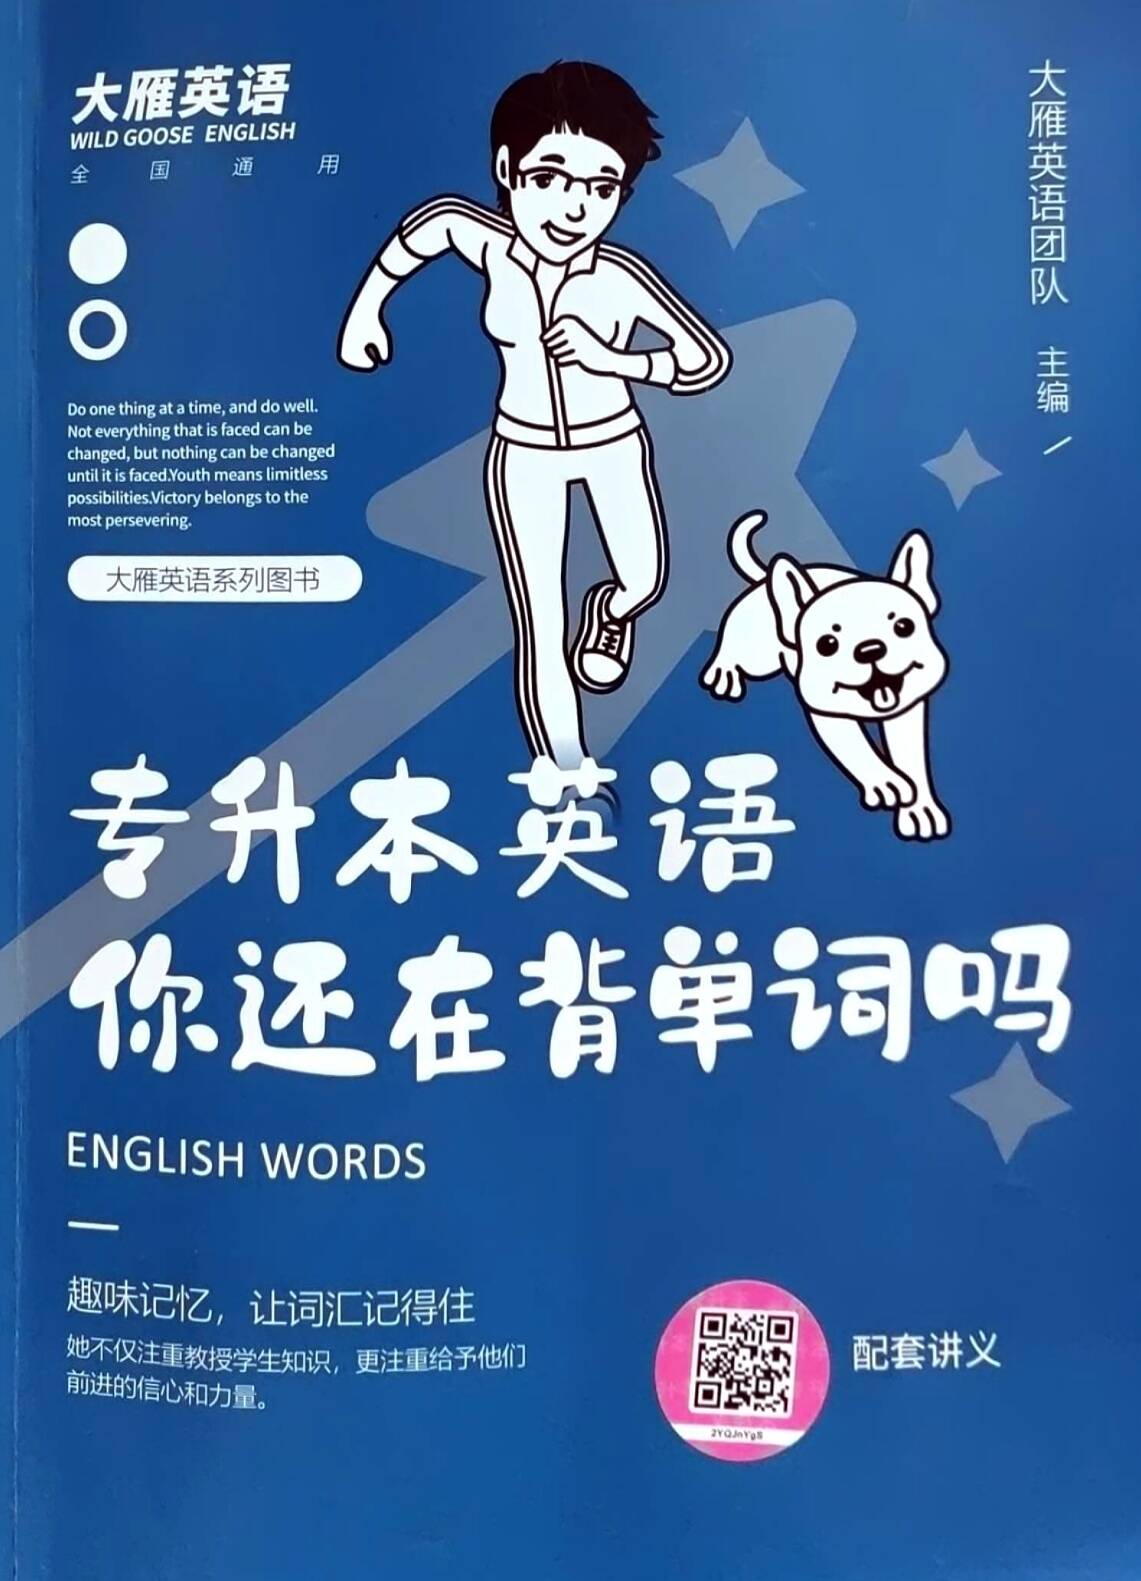 大雁英语
WILD GOOSE ENGLISH
全国通用
大雁英语团队 主编
Do one thing at a time, and do well.
Not everything that is faced can be
changed, but nothing can be changed
until it is faced.Youth means limitless
possibilities.Victory belongs to the
most persevering.
大雁英语系列图书
专升本英语
你还在背单词吗
ENGLISH WORDS
趣味记忆，让词汇记得住
她不仅注重教授学生知识，更注重给予他们
前进的信心和力量。
配套讲义
2YQJnYgS